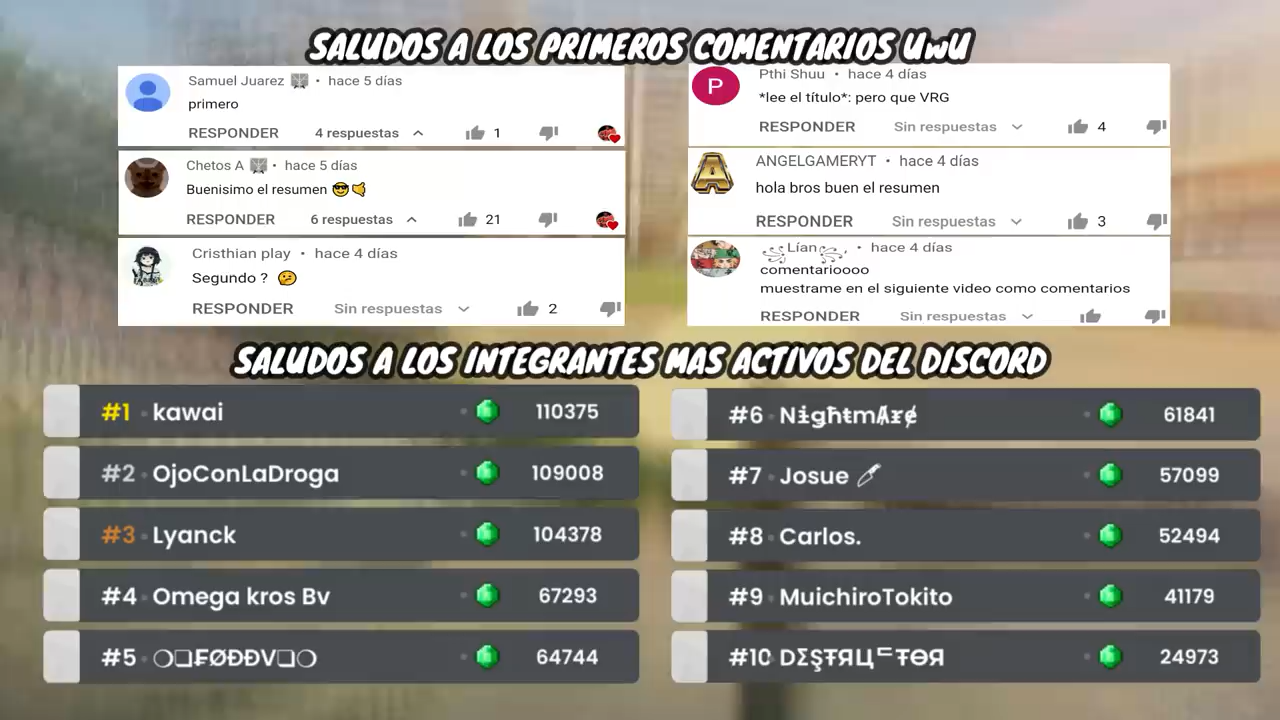 SALUDOS A LOS PRIMEROS COMENTARIOS UwU
Samuel Juarez · hace 5 días
primero
RESPONDER 4 respuestas 1
Chetos A · hace 5 días
Buenisimo el resumen 😎🤜
RESPONDER 6 respuestas 21
Cristhian play · hace 4 días
Segundo ? 🤔
RESPONDER Sin respuestas 2
P
Pthi Shuu · hace 4 días
*lee el título*: pero que VRG
RESPONDER Sin respuestas 4
A
ANGELGAMERYT · hace 4 días
hola bros buen el resumen
RESPONDER Sin respuestas 3
Lían · hace 4 días
comentarioooo
muestrame en el siguiente video como comentarios
RESPONDER Sin respuestas
SALUDOS A LOS INTEGRANTES MAS ACTIVOS DEL DISCORD
#1 · kawai · 110375
#2 · OjoConLaDroga · 109008
#3 · Lyanck · 104378
#4 · Omega kros Bv · 67293
#5 · ❍❏₣ØĐĐV❏❍ · 64744
#6 · NɨǥħŧmȺɍɇ · 61841
#7 · Josue · 57099
#8 · Carlos. · 52494
#9 · MuichiroTokito · 41179
#10 · DΣŞŦЯЦᄃŦӨЯ · 24973